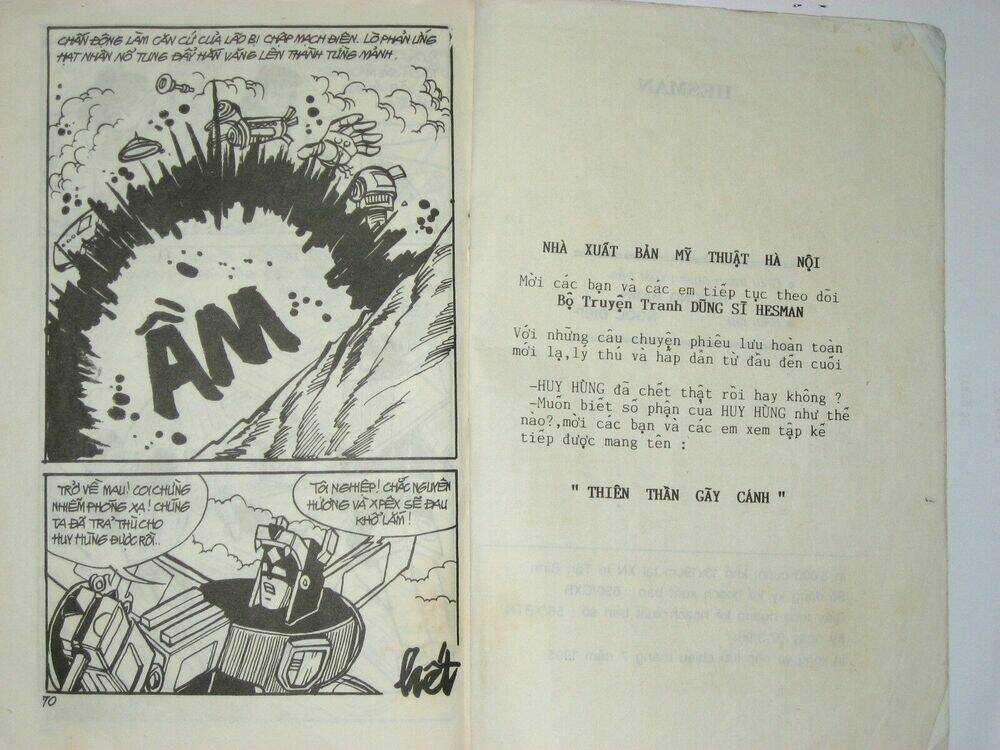 CHẤN ĐỘNG LÀM CĂN CỨ CỦA LÃO BỊ CHẬP MẠCH ĐIỆN. LÒ PHẢN ỨNG
HẠT NHÂN NỔ TUNG ĐẨY HẮN VĂNG LÊN THÀNH TỪNG MẢNH.
ẦM
TRỞ VỀ MAU! COI CHỪNG
NHIỄM PHÓNG XẠ! CHÚNG
TA ĐÃ TRẢ THÙ CHO
HUY HÙNG ĐƯỢC RỒI..
TỘI NGHIỆP! CHẮC NGUYÊN
HƯƠNG VÀ XPÊX SẼ ĐAU
KHỔ LẮM!
hết
70
HESMAN
NHÀ XUẤT BẢN MỸ THUẬT HÀ NỘI
Mời các bạn và các em tiếp tục theo dõi
Bộ Truyện Tranh DŨNG SĨ HESMAN
Với những câu chuyện phiêu lưu hoàn toàn
mới lạ,lý thú và hấp dẫn từ đầu đến cuối
-HUY HÙNG đã chết thật rồi hay không ?
-Muốn biết số phận của HUY HÙNG như thế
nào?,mời các bạn và các em xem tập kế
tiếp được mang tên :
" THIÊN THẦN GÃY CÁNH "